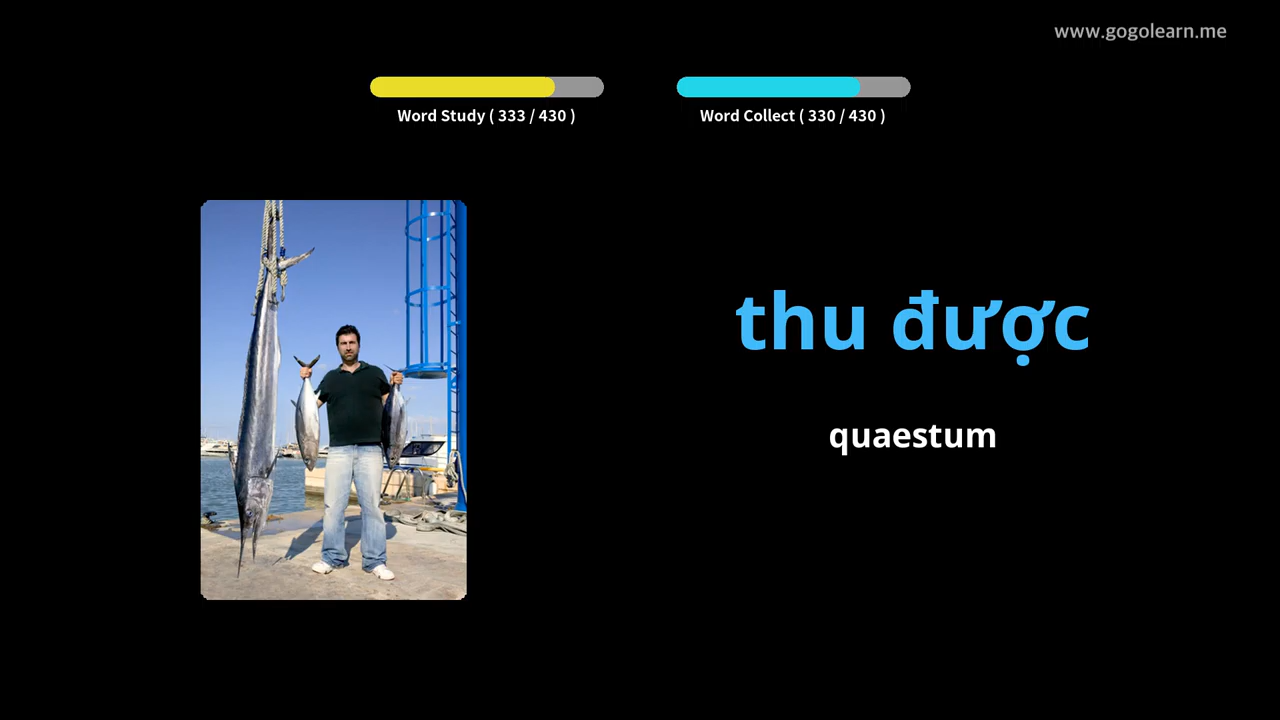 www.gogolearn.me
Word Study ( 333 / 430 )
Word Collect ( 330 / 430 )
thu được
quaestum